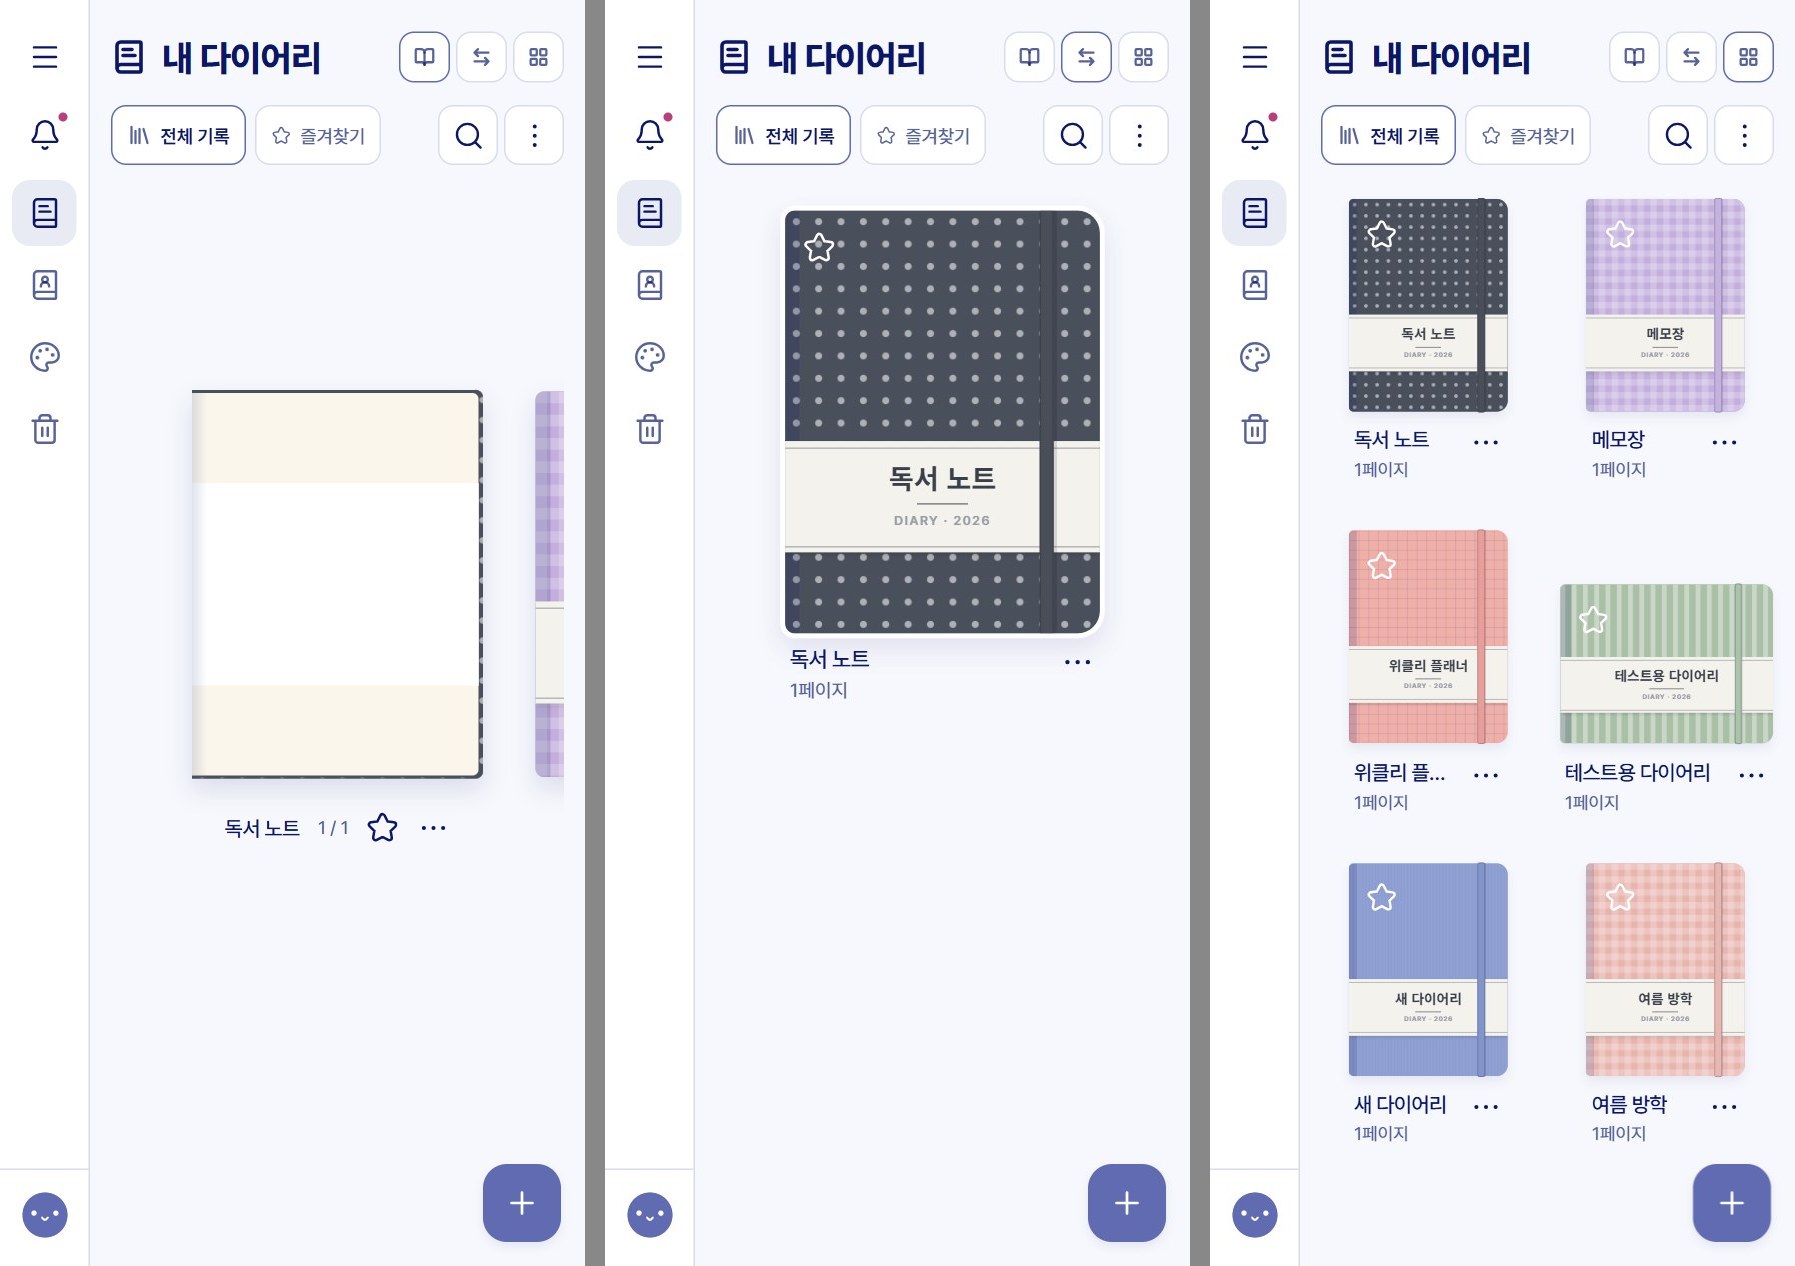 내 다이어리
전체 기록
즐겨찾기
독서 노트
1 / 1
내 다이어리
전체 기록
즐겨찾기
독서 노트
DIARY · 2026
독서 노트
1페이지
내 다이어리
전체 기록
즐겨찾기
독서 노트
DIARY · 2026
독서 노트
1페이지
메모장
DIARY · 2026
메모장
1페이지
위클리 플래너
DIARY · 2026
위클리 플...
1페이지
테스트용 다이어리
DIARY · 2026
테스트용 다이어리
1페이지
새 다이어리
DIARY · 2026
새 다이어리
1페이지
여름 방학
DIARY · 2026
여름 방학
1페이지